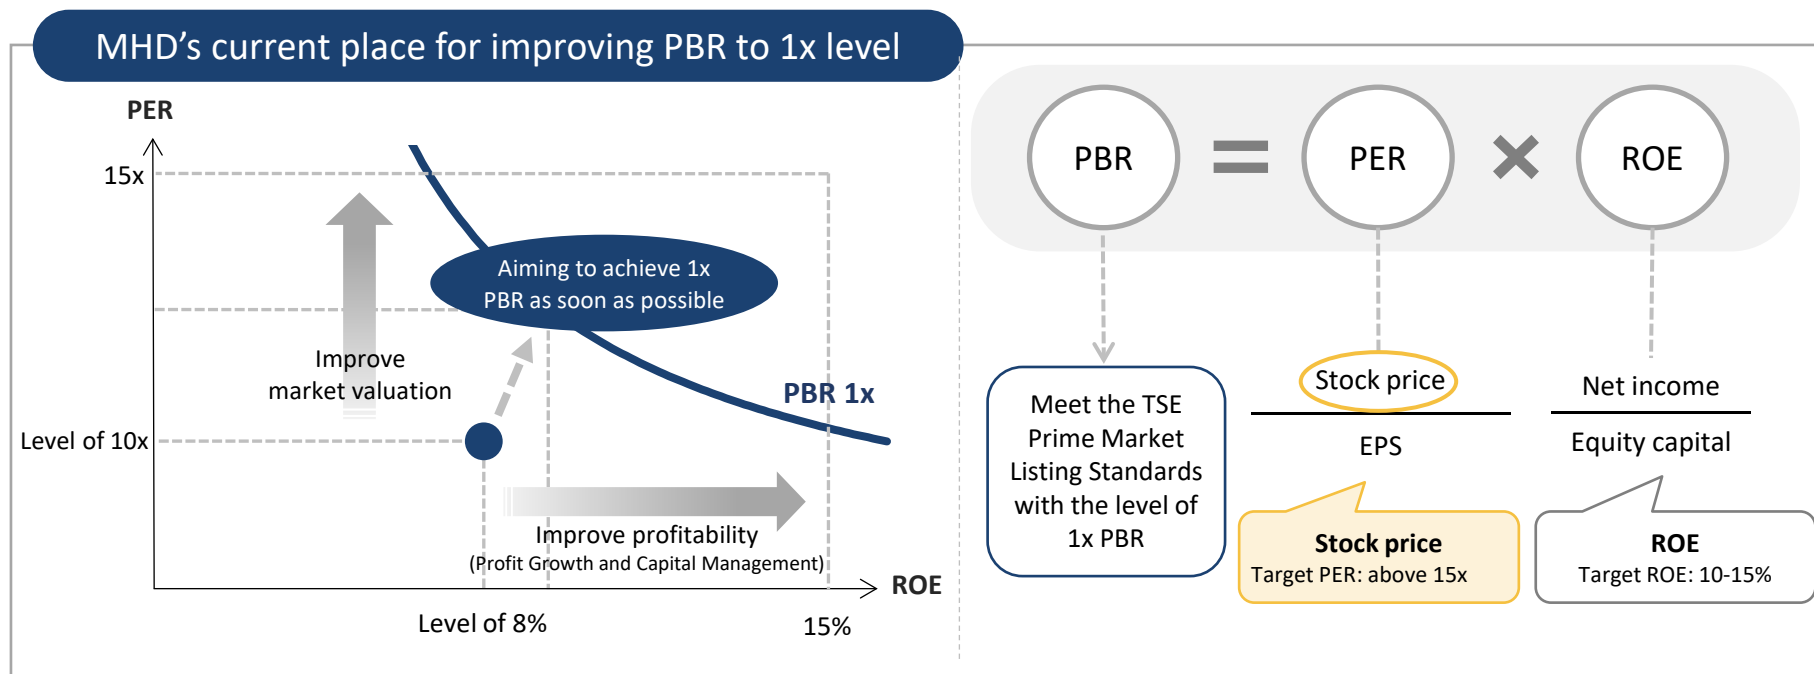 MHD's current place for improving PBR to 1x level
PER
15x
Aiming to achieve 1x
PBR as soon as possible
Improve
market valuation
PBR 1x
Level of 10x
Improve profitability
(Profit Growth and Capital Management)
ROE
Level of 8%
15%
PBR = PER × ROE
Meet the TSE
Prime Market
Listing Standards
with the level of
1x PBR
Stock price
EPS
Stock price
Target PER: above 15x
Net income
Equity capital
ROE
Target ROE: 10-15%